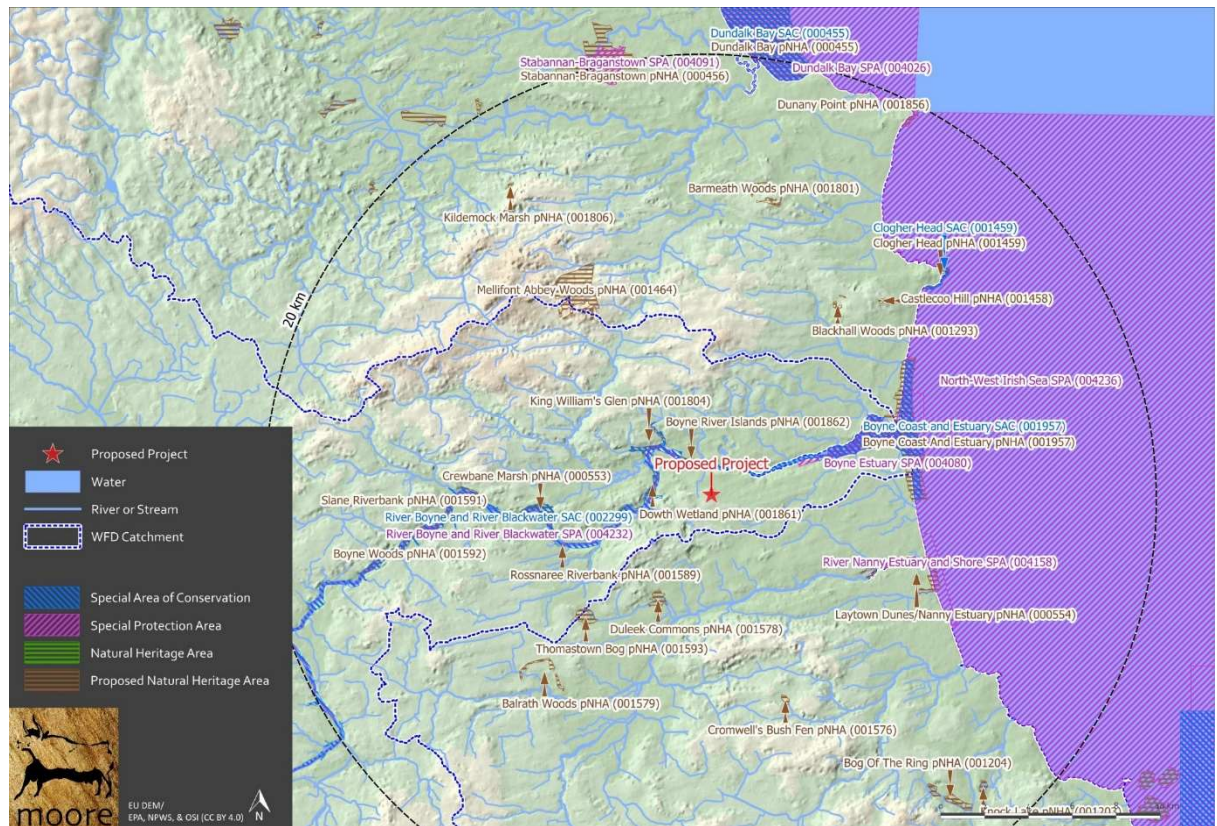 Dundalk Bay SAC (000455)
Dundalk Bay pNHA (000455)
Stabannan-Braganstown SPA (004091)
Dundalk Bay SPA (004026)
Stabannan-Braganstown pNHA (000456)
Dunany Point pNHA (001856)
Barmeath Woods pNHA (001801)
Kildemock Marsh pNHA (001806)
Clogher Head SAC (001459)
Clogher Head pNHA (001459)
Mellifont Abbey Woods pNHA (001464)
Castlecoo Hill pNHA (001458)
20 km
Blackhall Woods pNHA (001293)
North-West Irish Sea SPA (004236)
King William's Glen pNHA (001804)
Boyne River Islands pNHA (001862)
Boyne Coast and Estuary SAC (001957)
Boyne Coast And Estuary pNHA (001957)
Proposed Project
Boyne Estuary SPA (004080)
Crewbane Marsh pNHA (000553)
Slane Riverbank pNHA (001591)
Dowth Wetland pNHA (001861)
River Boyne and River Blackwater SAC (002299)
River Boyne and River Blackwater SPA (004232)
Boyne Woods pNHA (001592)
Rossnaree Riverbank pNHA (001589)
River Nanny Estuary and Shore SPA (004158)
Laytown Dunes/Nanny Estuary pNHA (000554)
Duleek Commons pNHA (001578)
Thomastown Bog pNHA (001593)
Balrath Woods pNHA (001579)
Cromwell's Bush Fen pNHA (001576)
Bog Of The Ring pNHA (001204)
Knock Lake pNHA (001203)
Proposed Project
Water
River or Stream
WFD Catchment
Special Area of Conservation
Special Protection Area
Natural Heritage Area
Proposed Natural Heritage Area
moore
EU DEM/
EPA, NPWS, & OSI (CC BY 4.0)
N